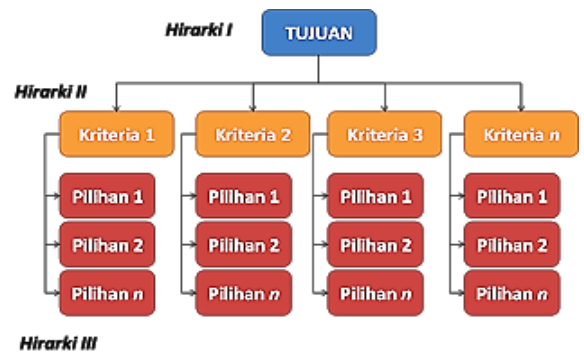 Hirarki I
TUJUAN
Hirarki II
Kriteria 1
Kriteria 2
Kriteria 3
Kriteria n
Pilihan 1
Pilihan 1
Pilihan 1
Pilihan 1
Pilihan 2
Pilihan 2
Pilihan 2
Pilihan 2
Pilihan n
Pilihan n
Pilihan n
Pilihan n
Hirarki III